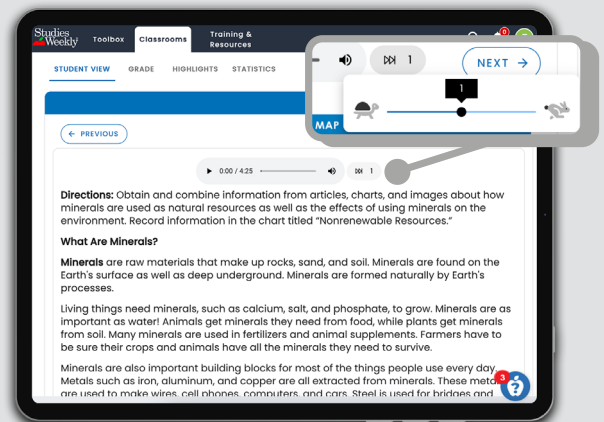 Studies
Weekly
Toolbox
Classrooms
Training &
Resources
0
STUDENT VIEW
GRADE
HIGHLIGHTS
STATISTICS
1
NEXT →
1
MAP
← PREVIOUS
0:00 / 4:25
1
Directions: Obtain and combine information from articles, charts, and images about how
minerals are used as natural resources as well as the effects of using minerals on the
environment. Record information in the chart titled "Nonrenewable Resources."
What Are Minerals?
Minerals are raw materials that make up rocks, sand, and soil. Minerals are found on the
Earth's surface as well as deep underground. Minerals are formed naturally by Earth's
processes.
Living things need minerals, such as calcium, salt, and phosphate, to grow. Minerals are as
important as water! Animals get minerals they need from food, while plants get minerals
from soil. Many minerals are used in fertilizers and animal supplements. Farmers have to
be sure their crops and animals have all the minerals they need to survive.
Minerals are also important building blocks for most of the things people use every day.
Metals such as iron, aluminum, and copper are all extracted from minerals. These metals
are used to make wires, cell phones, computers, and cars. Steel is used for bridges and
3